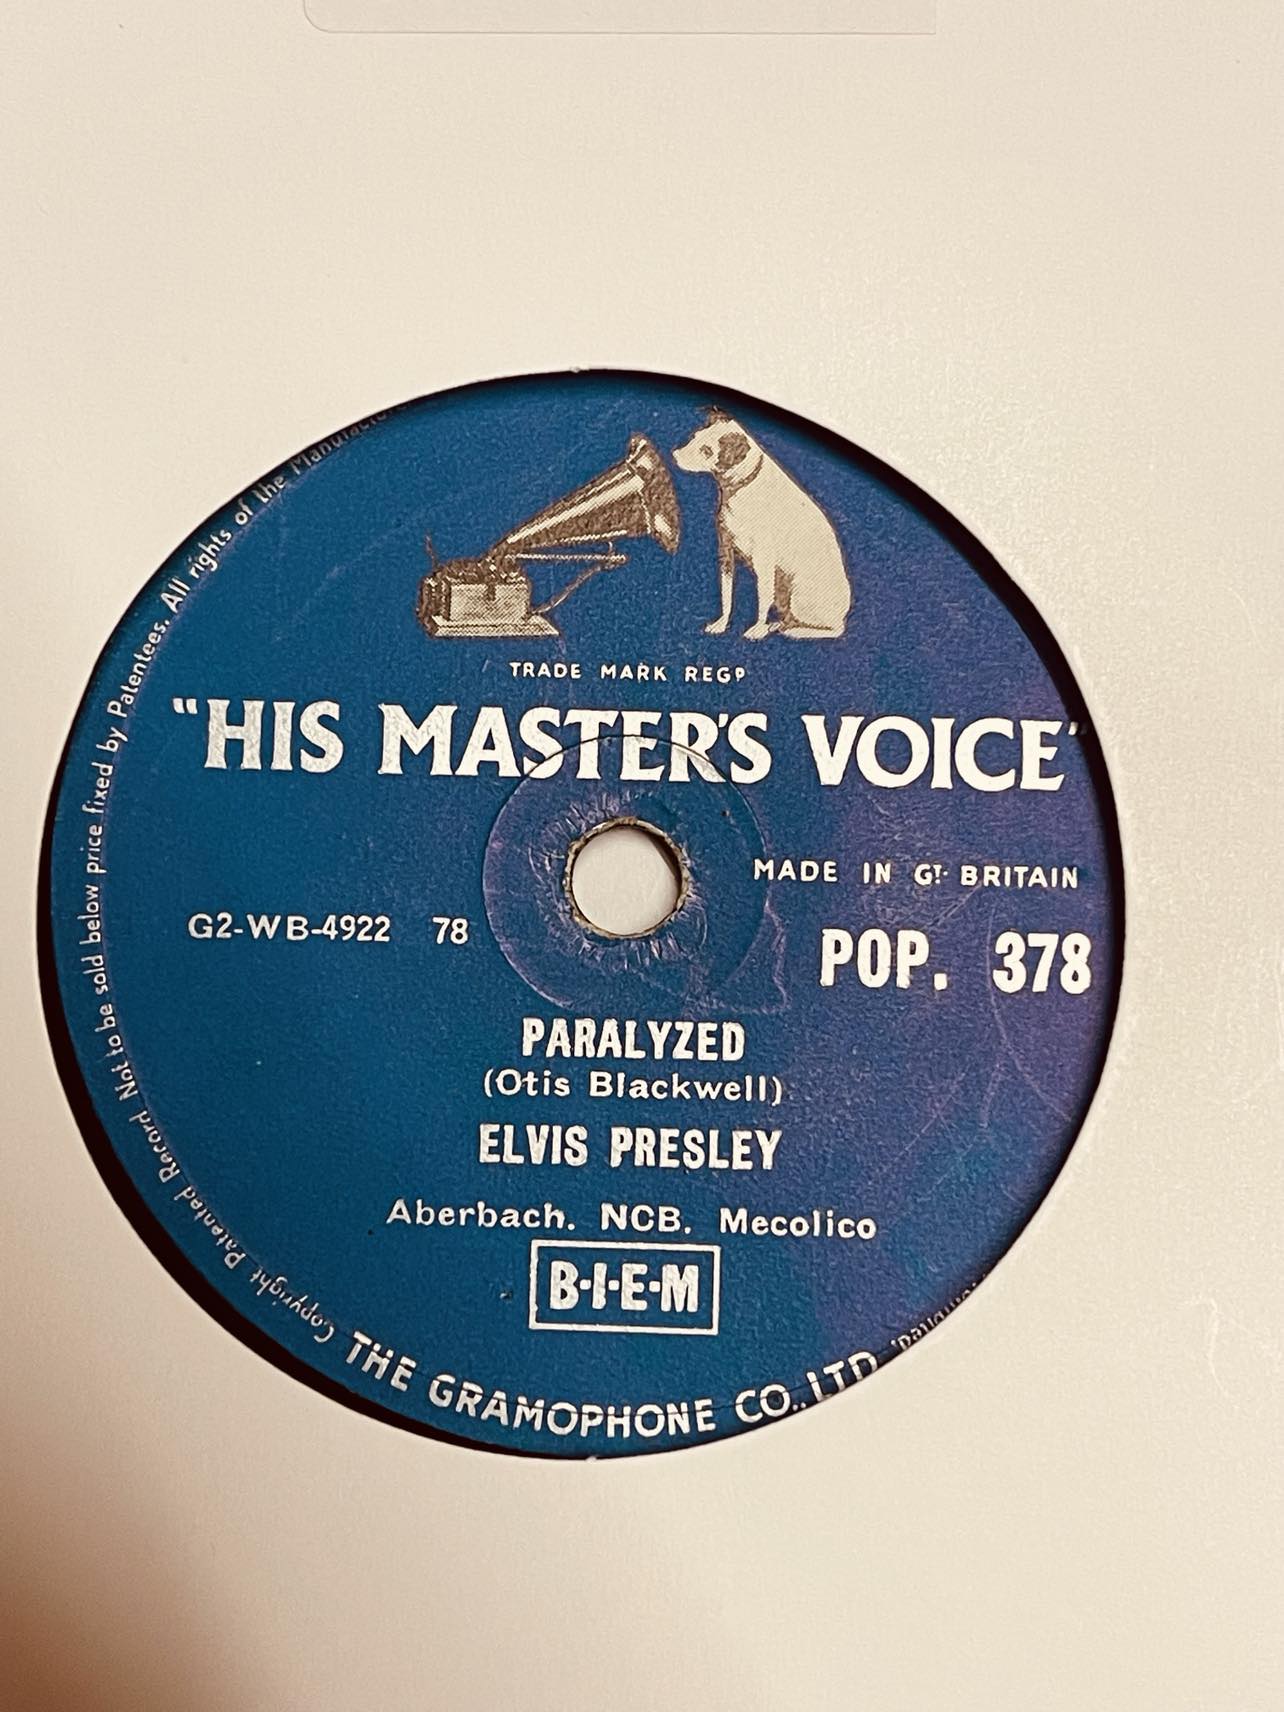 TRADE MARK REGD
"HIS MASTER'S VOICE"
MADE IN GT. BRITAIN
G2-WB-4922 78
POP. 378
PARALYZED
(Otis Blackwell)
ELVIS PRESLEY
Aberbach. NCB. Mecolico
B·I·E·M
THE GRAMOPHONE CO., LTD.
Copyright Patented Record Not to be sold below price fixed by Patentees. All rights of the Manufacture